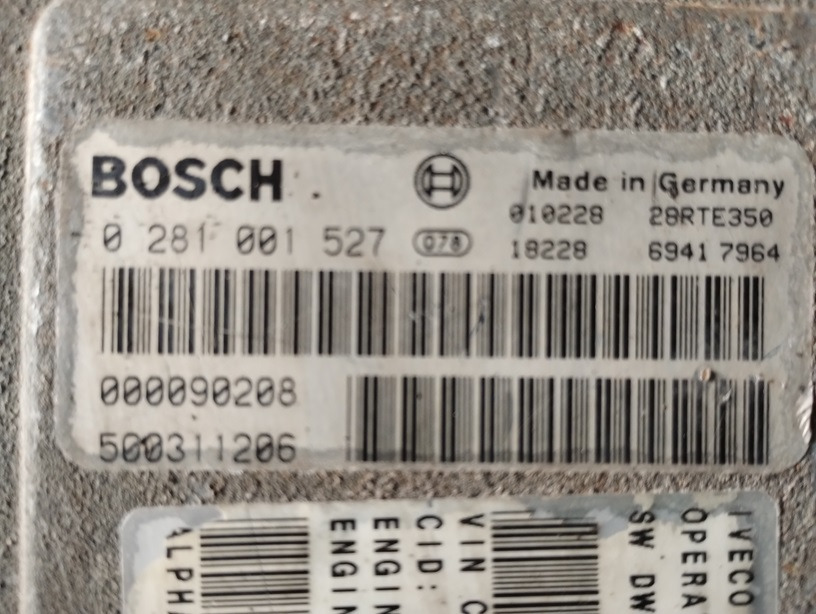 BOSCH
Made in Germany
010228 28RTE350
0 281 001 527 078 18228 6941 7964
000090208
500311206
IVECO
OPERA
SW DW
VIN C
CID:
ENGIN
ENGIN
ALPHA